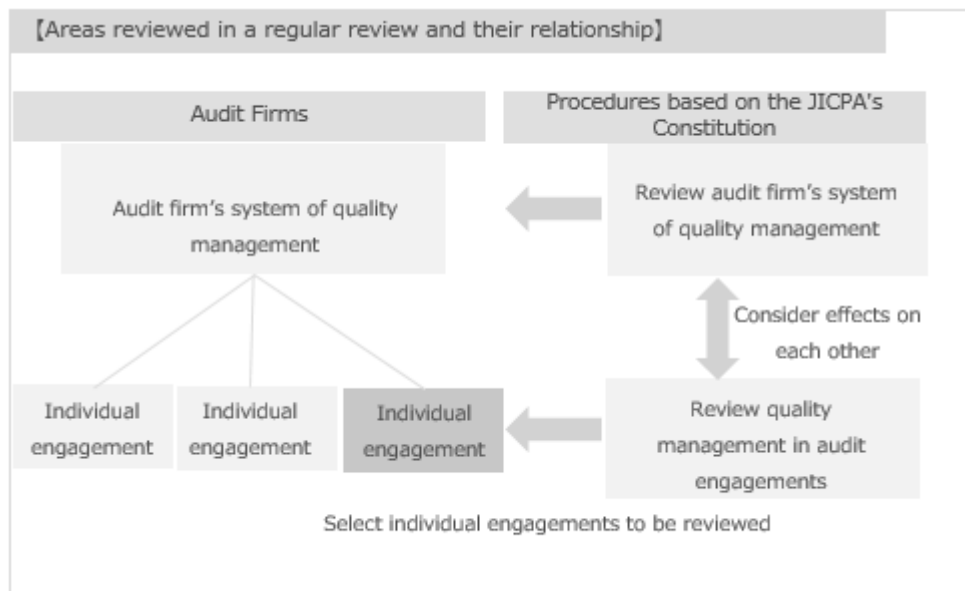 【Areas reviewed in a regular review and their relationship】
Audit Firms
Procedures based on the JICPA's
Constitution
Audit firm's system of quality
management
Review audit firm's system
of quality management
Consider effects on
each other
Individual
engagement
Individual
engagement
Individual
engagement
Review quality
management in audit
engagements
Select individual engagements to be reviewed